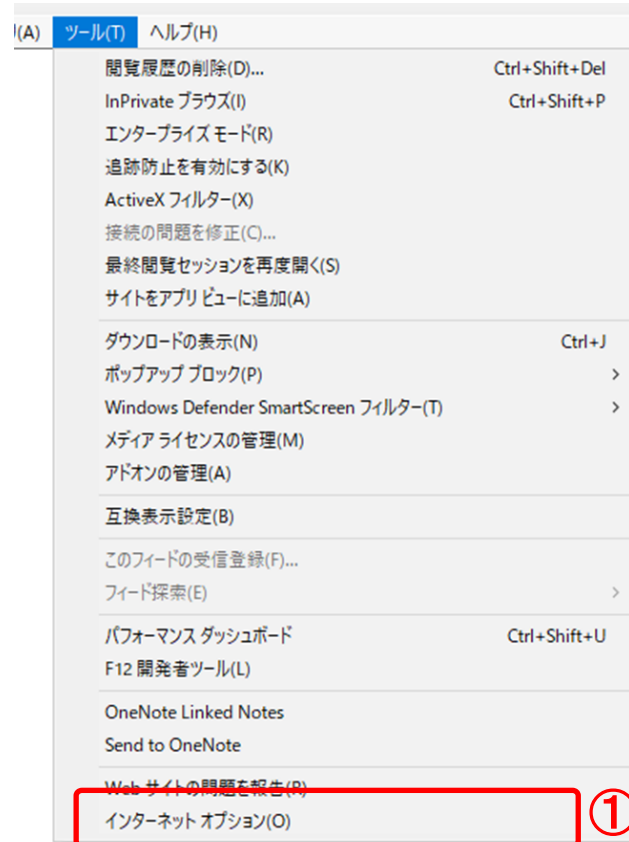 (A) ツール(T) ヘルプ(H)
閲覧履歴の削除(D)... Ctrl+Shift+Del
InPrivate ブラウズ(I) Ctrl+Shift+P
エンタープライズ モード(R)
追跡防止を有効にする(K)
ActiveX フィルター(X)
接続の問題を修正(C)...
最終閲覧セッションを再度開く(S)
サイトをアプリ ビューに追加(A)
ダウンロードの表示(N) Ctrl+J
ポップアップ ブロック(P) >
Windows Defender SmartScreen フィルター(T) >
メディア ライセンスの管理(M)
アドオンの管理(A)
互換表示設定(B)
このフィードの受信登録(F)...
フィード探索(E) >
パフォーマンス ダッシュボード Ctrl+Shift+U
F12 開発者ツール(L)
OneNote Linked Notes
Send to OneNote
Web サイトの問題を報告(R)
インターネット オプション(O) ①